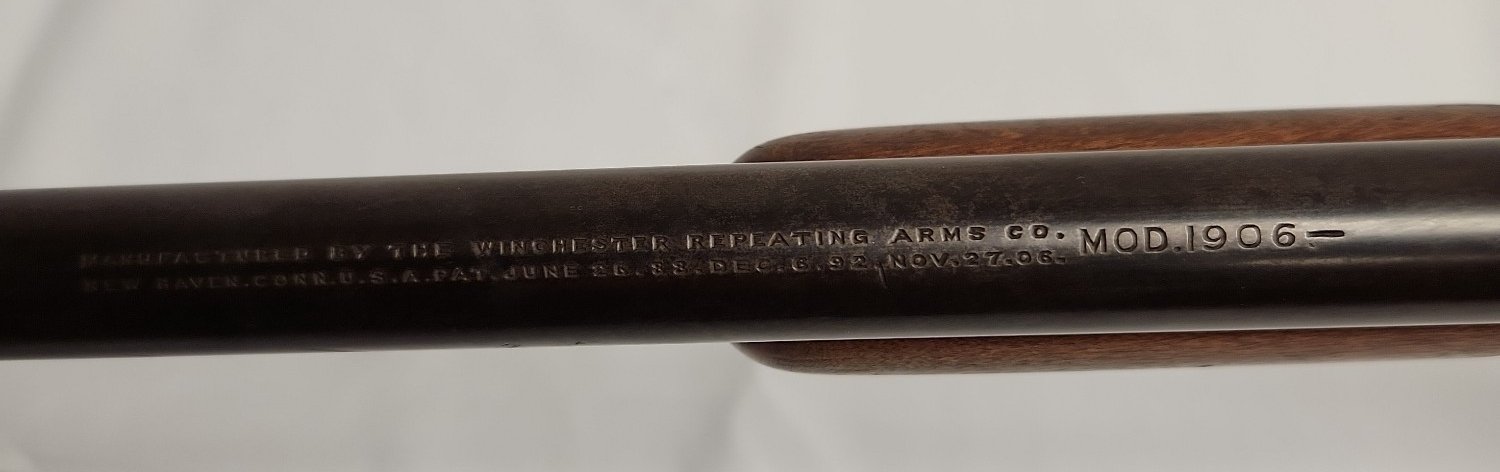 MANUFACTURED BY THE WINCHESTER REPEATING ARMS CO. MOD.1906-
NEW HAVEN.CONN.U.S.A.PAT.JUNE 26.88.DEC.6.92.NOV.27.06.